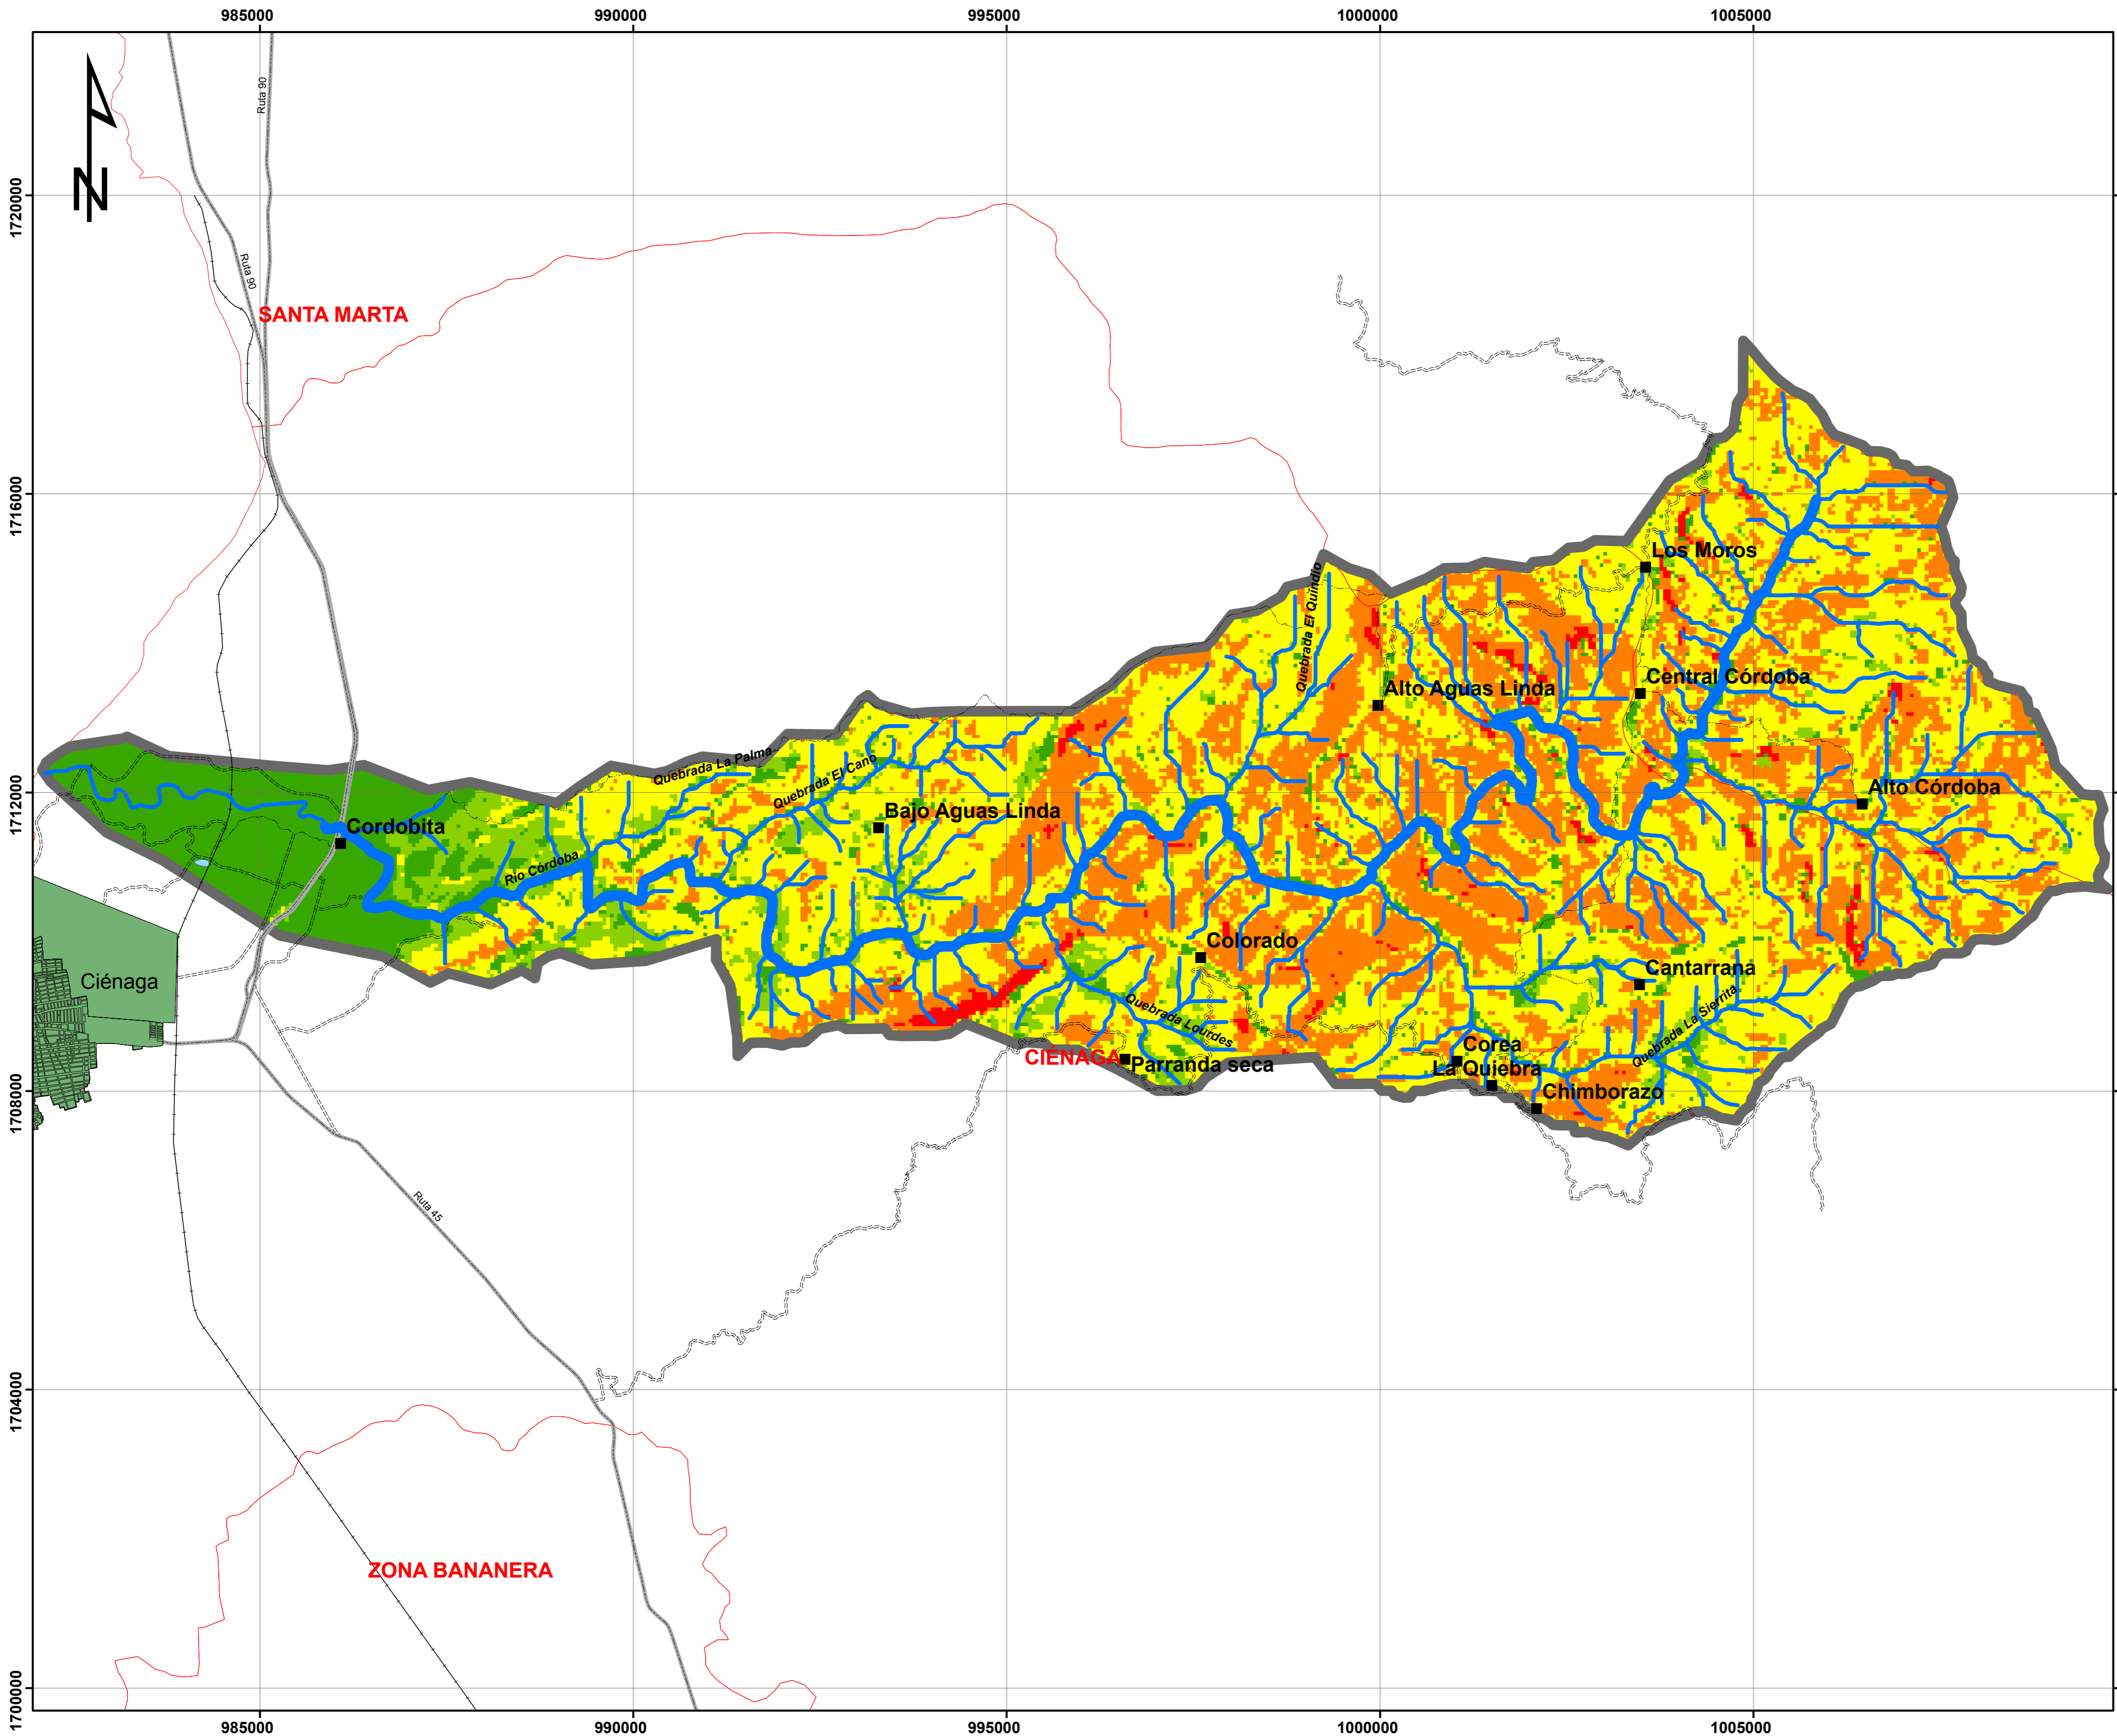 985000
990000
995000
1000000
1005000
Ruta 90
N
1720000
Ruta 90
SANTA MARTA
1716000
Los Moros
Quebrada El Quindio
Central Córdoba
Alto Aguas Linda
Quebrada La Palma
Quebrada El Cano
1712000
Alto Córdoba
Bajo Aguas Linda
Cordobita
Río Córdoba
Colorado
Cantarrana
Ciénaga
Quebrada Lourdes
Quebrada La Sierrita
Corea
CIÉNAGA
Parranda seca
La Quiebra
Chimborazo
1708000
Ruta 45
1704000
ZONA BANANERA
1700000
985000
990000
995000
1000000
1005000